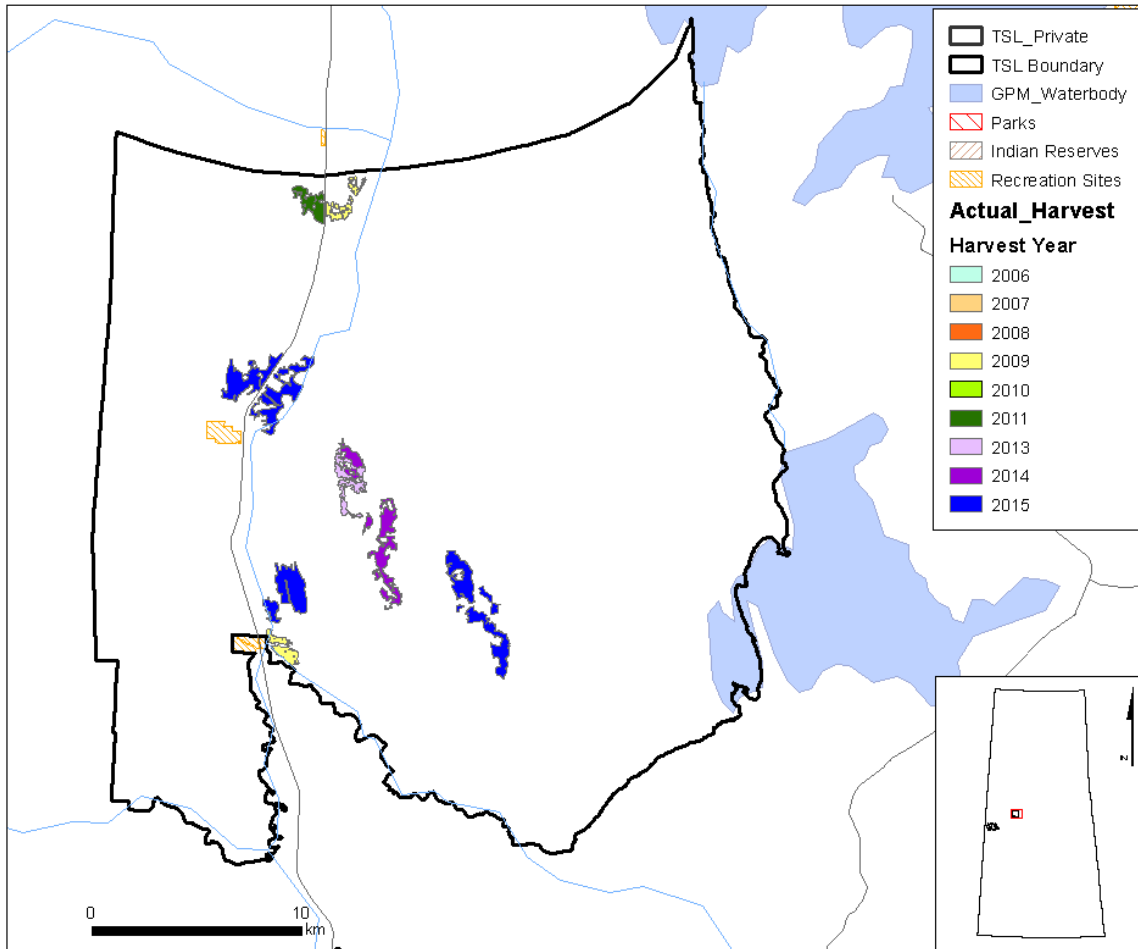 TSL_Private
TSL Boundary
GPM_Waterbody
Parks
Indian Reserves
Recreation Sites
Actual_Harvest
Harvest Year
2006
2007
2008
2009
2010
2011
2013
2014
2015
N
0 10
km